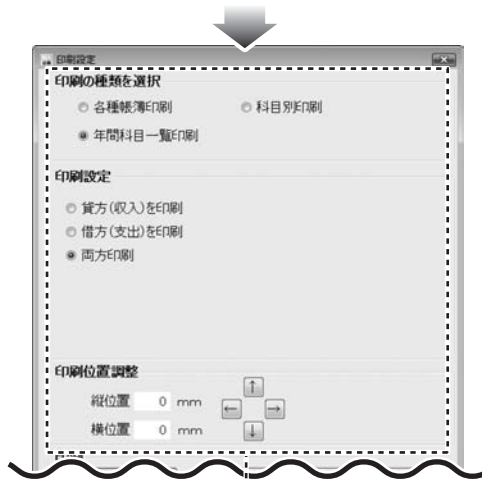 印刷設定
印刷の種類を選択
各種帳簿印刷 科目別印刷
年間科目一覧印刷
印刷設定
貸方(収入)を印刷
借方(支出)を印刷
両方印刷
印刷位置調整
縦位置 0 mm
横位置 0 mm